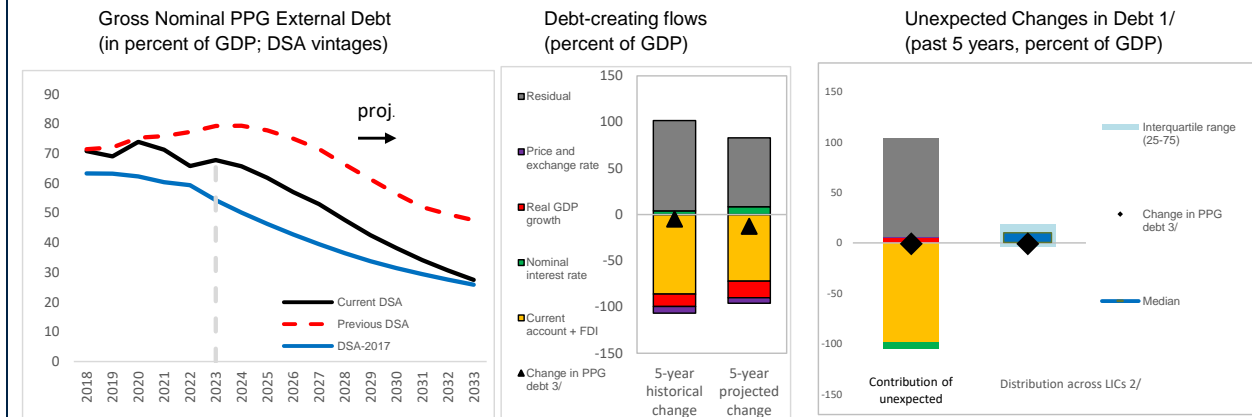 Gross Nominal PPG External Debt
(in percent of GDP; DSA vintages)
90
80
70
60
50
40
30
20
10
0
proj.
Current DSA
Previous DSA
DSA-2017
2018
2019
2020
2021
2022
2023
2024
2025
2026
2027
2028
2029
2030
2031
2032
2033
Debt-creating flows
(percent of GDP)
Residual
Price and
exchange rate
Real GDP
growth
Nominal
interest rate
Current
account + FDI
Change in PPG
debt 3/
150
100
50
0
-50
-100
-150
5-year
historical
change
5-year
projected
change
Unexpected Changes in Debt 1/
(past 5 years, percent of GDP)
150
100
50
0
-50
-100
-150
Contribution of
unexpected
Distribution across LICs 2/
Interquartile range
(25-75)
Change in PPG
debt 3/
Median